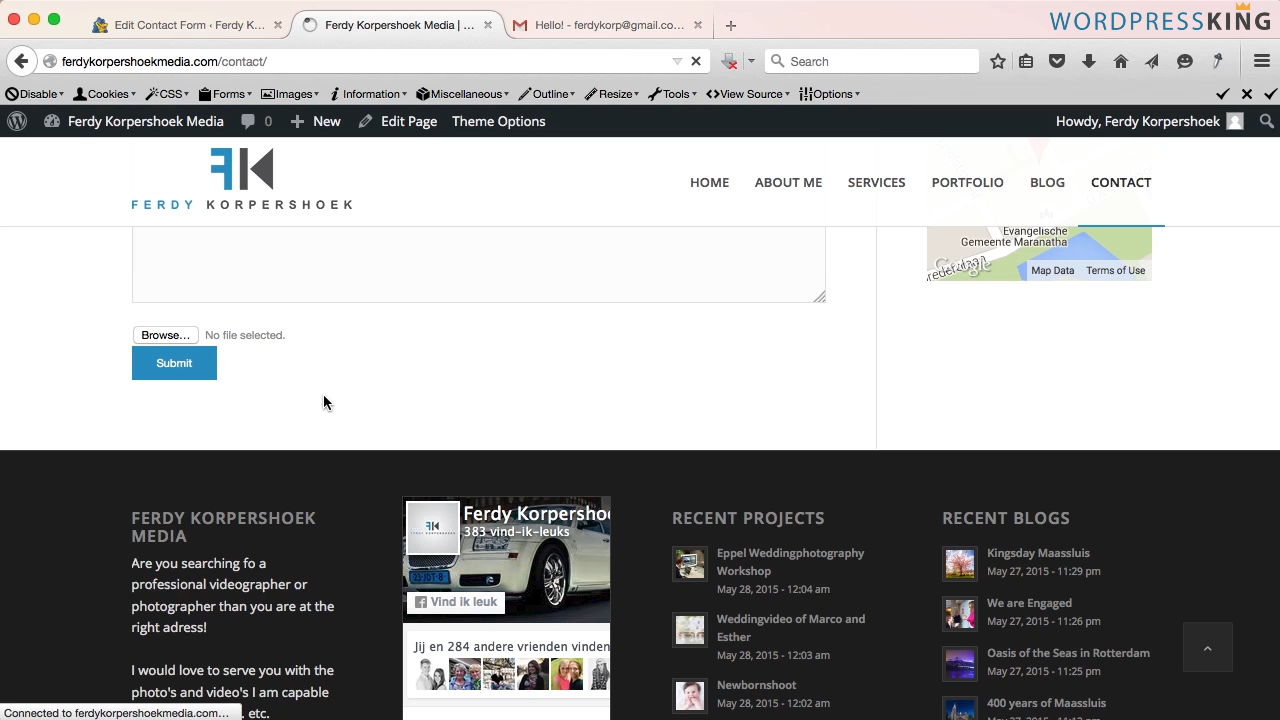 Edit Contact Form ‹ Ferdy K...
Ferdy Korpershoek Media | ...
Hello! - ferdykorp@gmail.co...
WORDPRESSKING
ferdykorpershoekmedia.com/contact/
Search
Disable
Cookies
CSS
Forms
Images
Information
Miscellaneous
Outline
Resize
Tools
View Source
Options
Ferdy Korpershoek Media
0
New
Edit Page
Theme Options
Howdy, Ferdy Korpershoek
FK
FERDY KORPERSHOEK
HOME
ABOUT ME
SERVICES
PORTFOLIO
BLOG
CONTACT
Evangelische
Gemeente Maranatha
Google
Map Data
Terms of Use
Browse...
No file selected.
Submit
FERDY KORPERSHOEK
MEDIA
Are you searching fo a
professional videographer or
photographer than you are at the
right adress!
I would love to serve you with the
photo's and video's I am capable
etc.
Ferdy Korpersho
383 vind-ik-leuks
Vind ik leuk
Jij en 284 andere vrienden vinden
RECENT PROJECTS
Eppel Weddingphotography
Workshop
May 28, 2015 - 12:04 am
Weddingvideo of Marco and
Esther
May 28, 2015 - 12:03 am
Newbornshoot
May 28, 2015 - 12:02 am
RECENT BLOGS
Kingsday Maassluis
May 27, 2015 - 11:29 pm
We are Engaged
May 27, 2015 - 11:26 pm
Oasis of the Seas in Rotterdam
May 27, 2015 - 11:25 pm
400 years of Maassluis
Connected to ferdykorpershoekmedia.com...